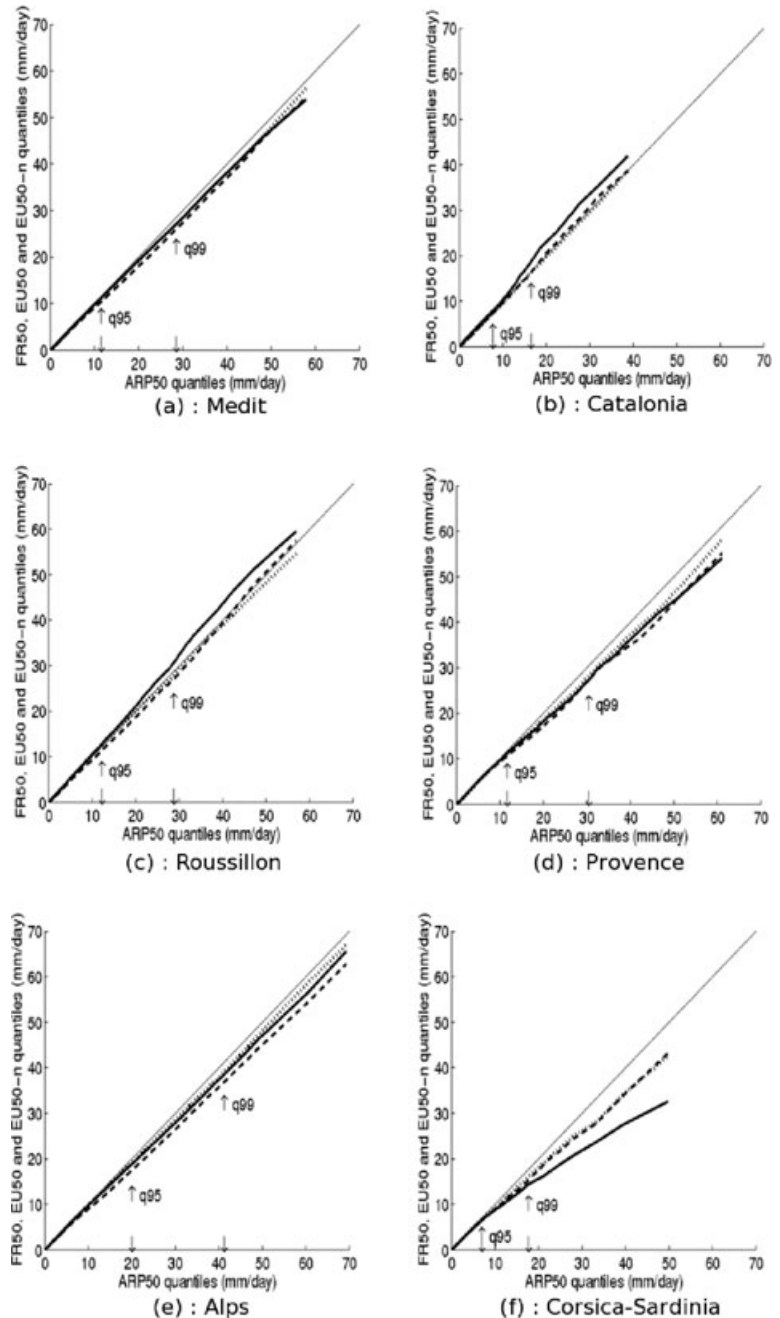 FR50, EU50 and EU50-n quantiles (mm/day)
70
60
50
40
30
20
10
0
q95
q99
0 10 20 30 40 50 60 70
ARP50 quantiles (mm/day)
(a) : Medit
FR50, EU50 and EU50-n quantiles (mm/day)
70
60
50
40
30
20
10
0
q95
q99
0 10 20 30 40 50 60 70
ARP50 quantiles (mm/day)
(b) : Catalonia
FR50, EU50 and EU50-n quantiles (mm/day)
70
60
50
40
30
20
10
0
q95
q99
0 10 20 30 40 50 60 70
ARP50 quantiles (mm/day)
(c) : Roussillon
FR50, EU50 and EU50-n quantiles (mm/day)
70
60
50
40
30
20
10
0
q95
q99
0 10 20 30 40 50 60 70
ARP50 quantiles (mm/day)
(d) : Provence
FR50, EU50 and EU50-n quantiles (mm/day)
70
60
50
40
30
20
10
0
q95
q99
0 10 20 30 40 50 60 70
ARP50 quantiles (mm/day)
(e) : Alps
FR50, EU50 and EU50-n quantiles (mm/day)
70
60
50
40
30
20
10
0
q95
q99
0 10 20 30 40 50 60 70
ARP50 quantiles (mm/day)
(f) : Corsica-Sardinia